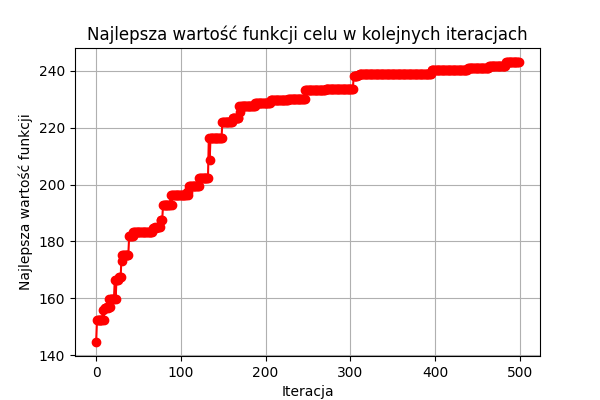 Najlepsza wartość funkcji celu w kolejnych iteracjach
Najlepsza wartość funkcji
240
220
200
180
160
140
0 100 200 300 400 500
Iteracja